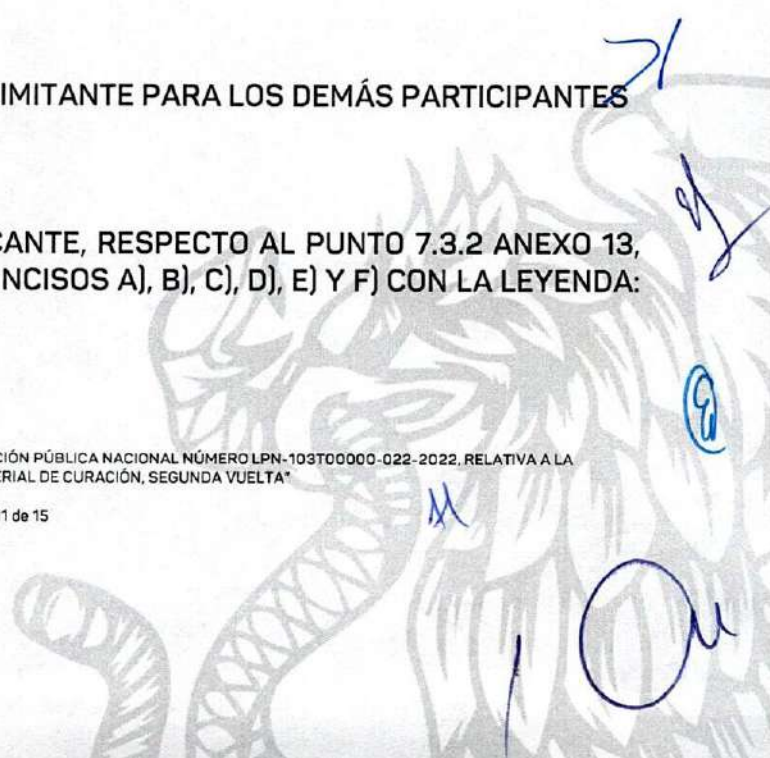 IMITANTE PARA LOS DEMÁS PARTICIPANTES
CANTE, RESPECTO AL PUNTO 7.3.2 ANEXO 13,
NCISOS A), B), C), D), E) Y F) CON LA LEYENDA:
CIÓN PÚBLICA NACIONAL NÚMERO LPN-103T00000-022-2022, RELATIVA A LA
ERIAL DE CURACIÓN, SEGUNDA VUELTA"
1 de 15